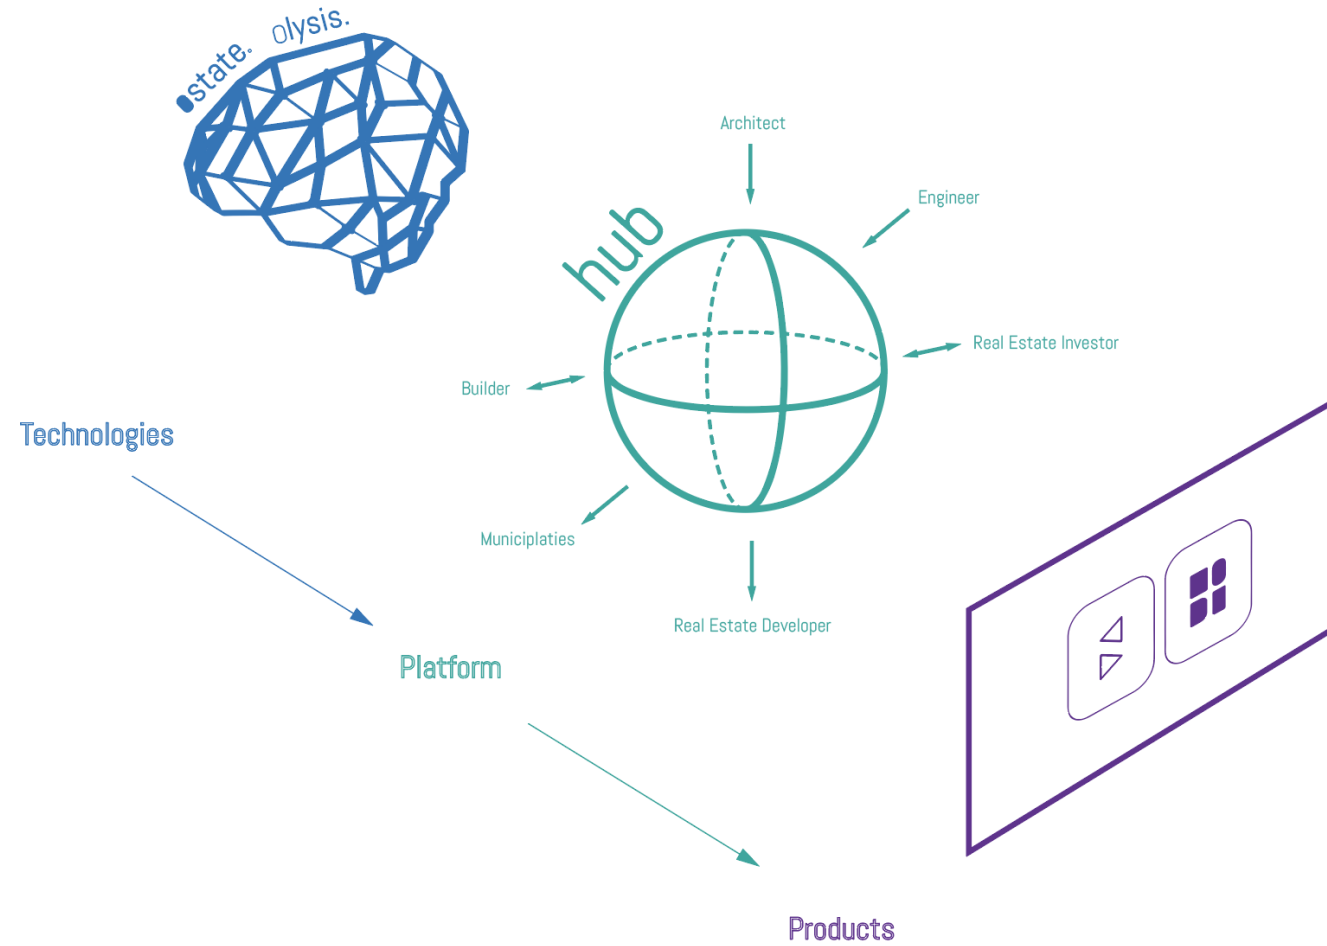 state.
olysis.
Architect
Engineer
hub
Real Estate Investor
Builder
Technologies
Municiplaties
Real Estate Developer
Platform
Products